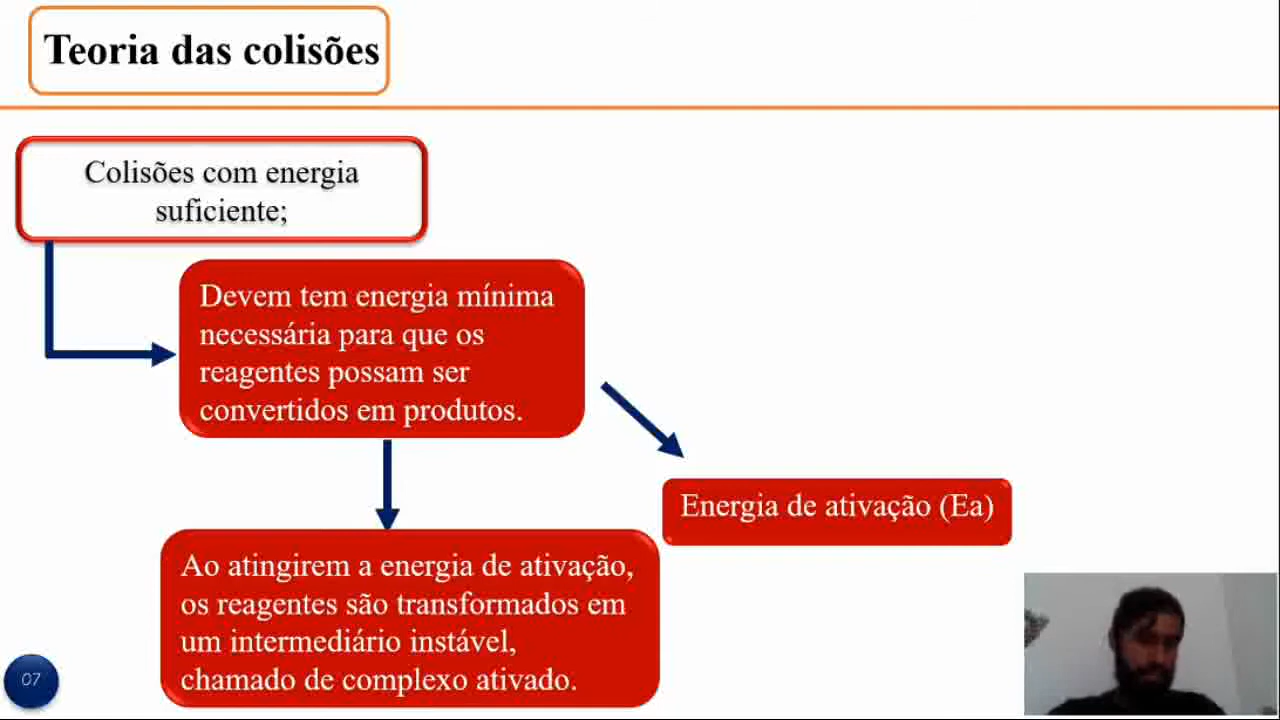 Teoria das colisões
Colisões com energia
suficiente;
Devem tem energia mínima
necessária para que os
reagentes possam ser
convertidos em produtos.
Energia de ativação (Ea)
Ao atingirem a energia de ativação,
os reagentes são transformados em
um intermediário instável,
chamado de complexo ativado.
07